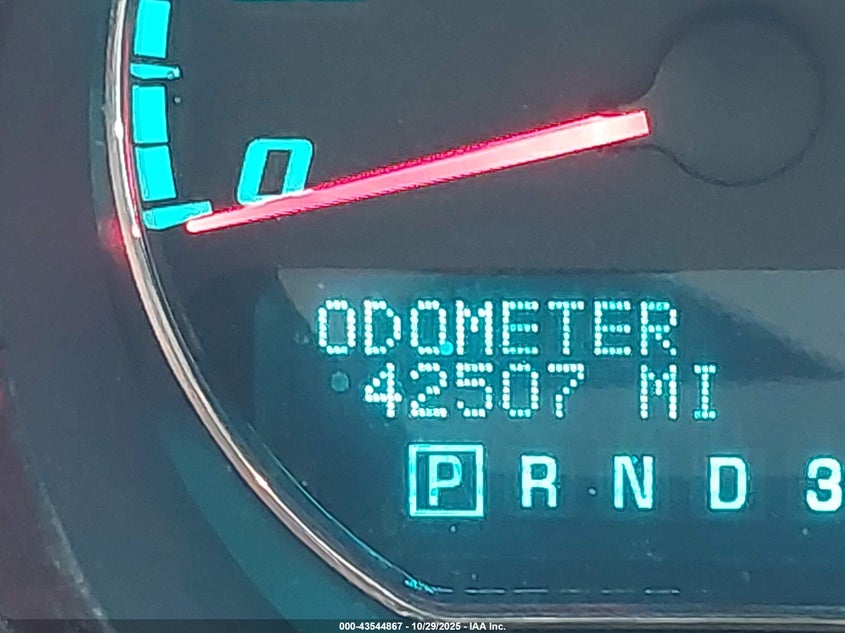 0
ODOMETER
42507 MI
P R N D 3
000-43544867 - 10/29/2025 - IAA Inc.